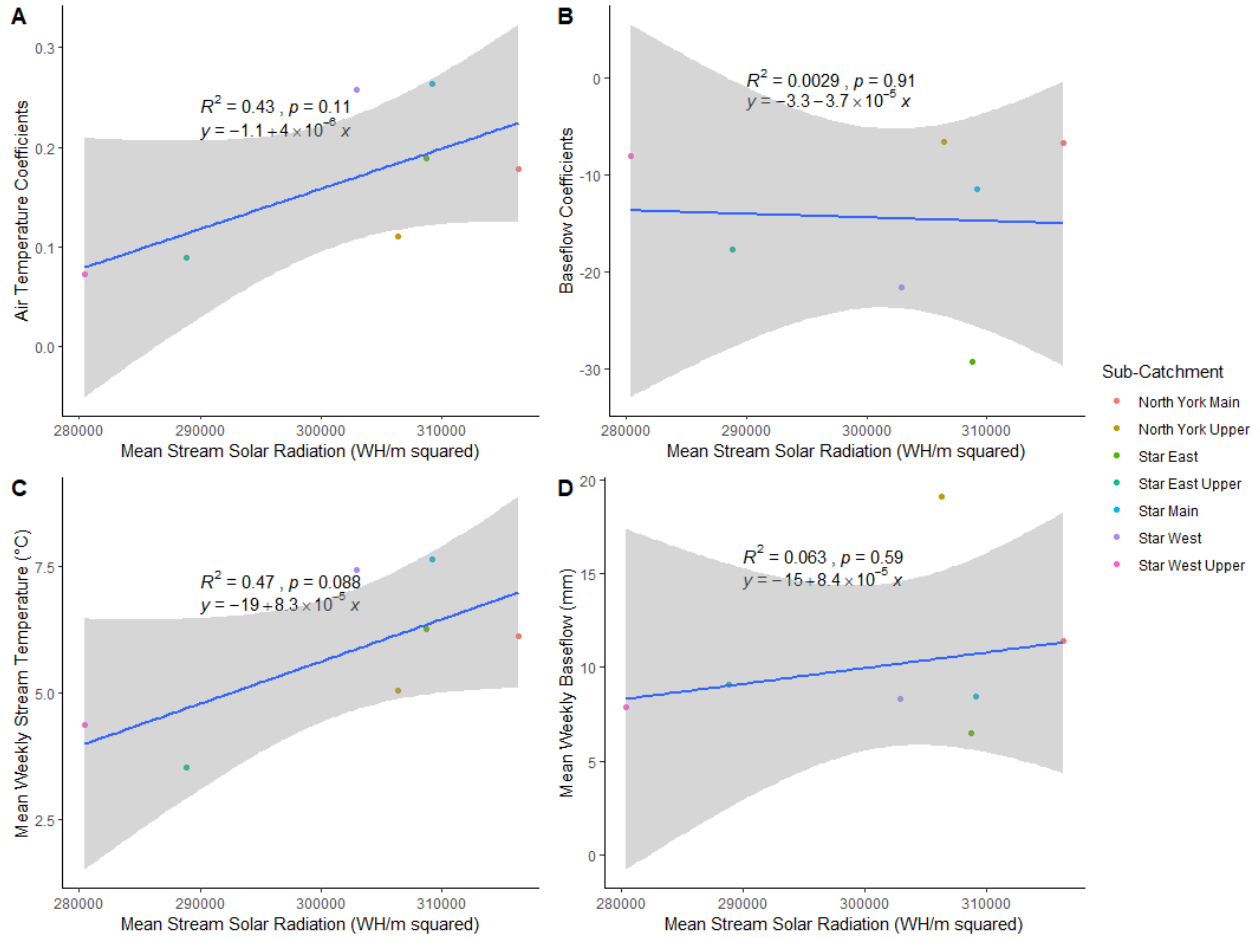 A
Air Temperature Coefficients
0.3
0.2
0.1
0.0
R² = 0.43 , p = 0.11
y = −1.1+4×10⁻⁶ x
280000 290000 300000 310000
Mean Stream Solar Radiation (WH/m squared)
B
Baseflow Coefficients
0
-10
-20
-30
R² = 0.0029 , p = 0.91
y = −3.3−3.7×10⁻⁵ x
280000 290000 300000 310000
Mean Stream Solar Radiation (WH/m squared)
C
Mean Weekly Stream Temperature (°C)
7.5
5.0
2.5
R² = 0.47 , p = 0.088
y = −19+8.3×10⁻⁵ x
280000 290000 300000 310000
Mean Stream Solar Radiation (WH/m squared)
D
Mean Weekly Baseflow (mm)
20
15
10
5
0
R² = 0.063 , p = 0.59
y = −15+8.4×10⁻⁵ x
280000 290000 300000 310000
Mean Stream Solar Radiation (WH/m squared)
Sub-Catchment
North York Main
North York Upper
Star East
Star East Upper
Star Main
Star West
Star West Upper